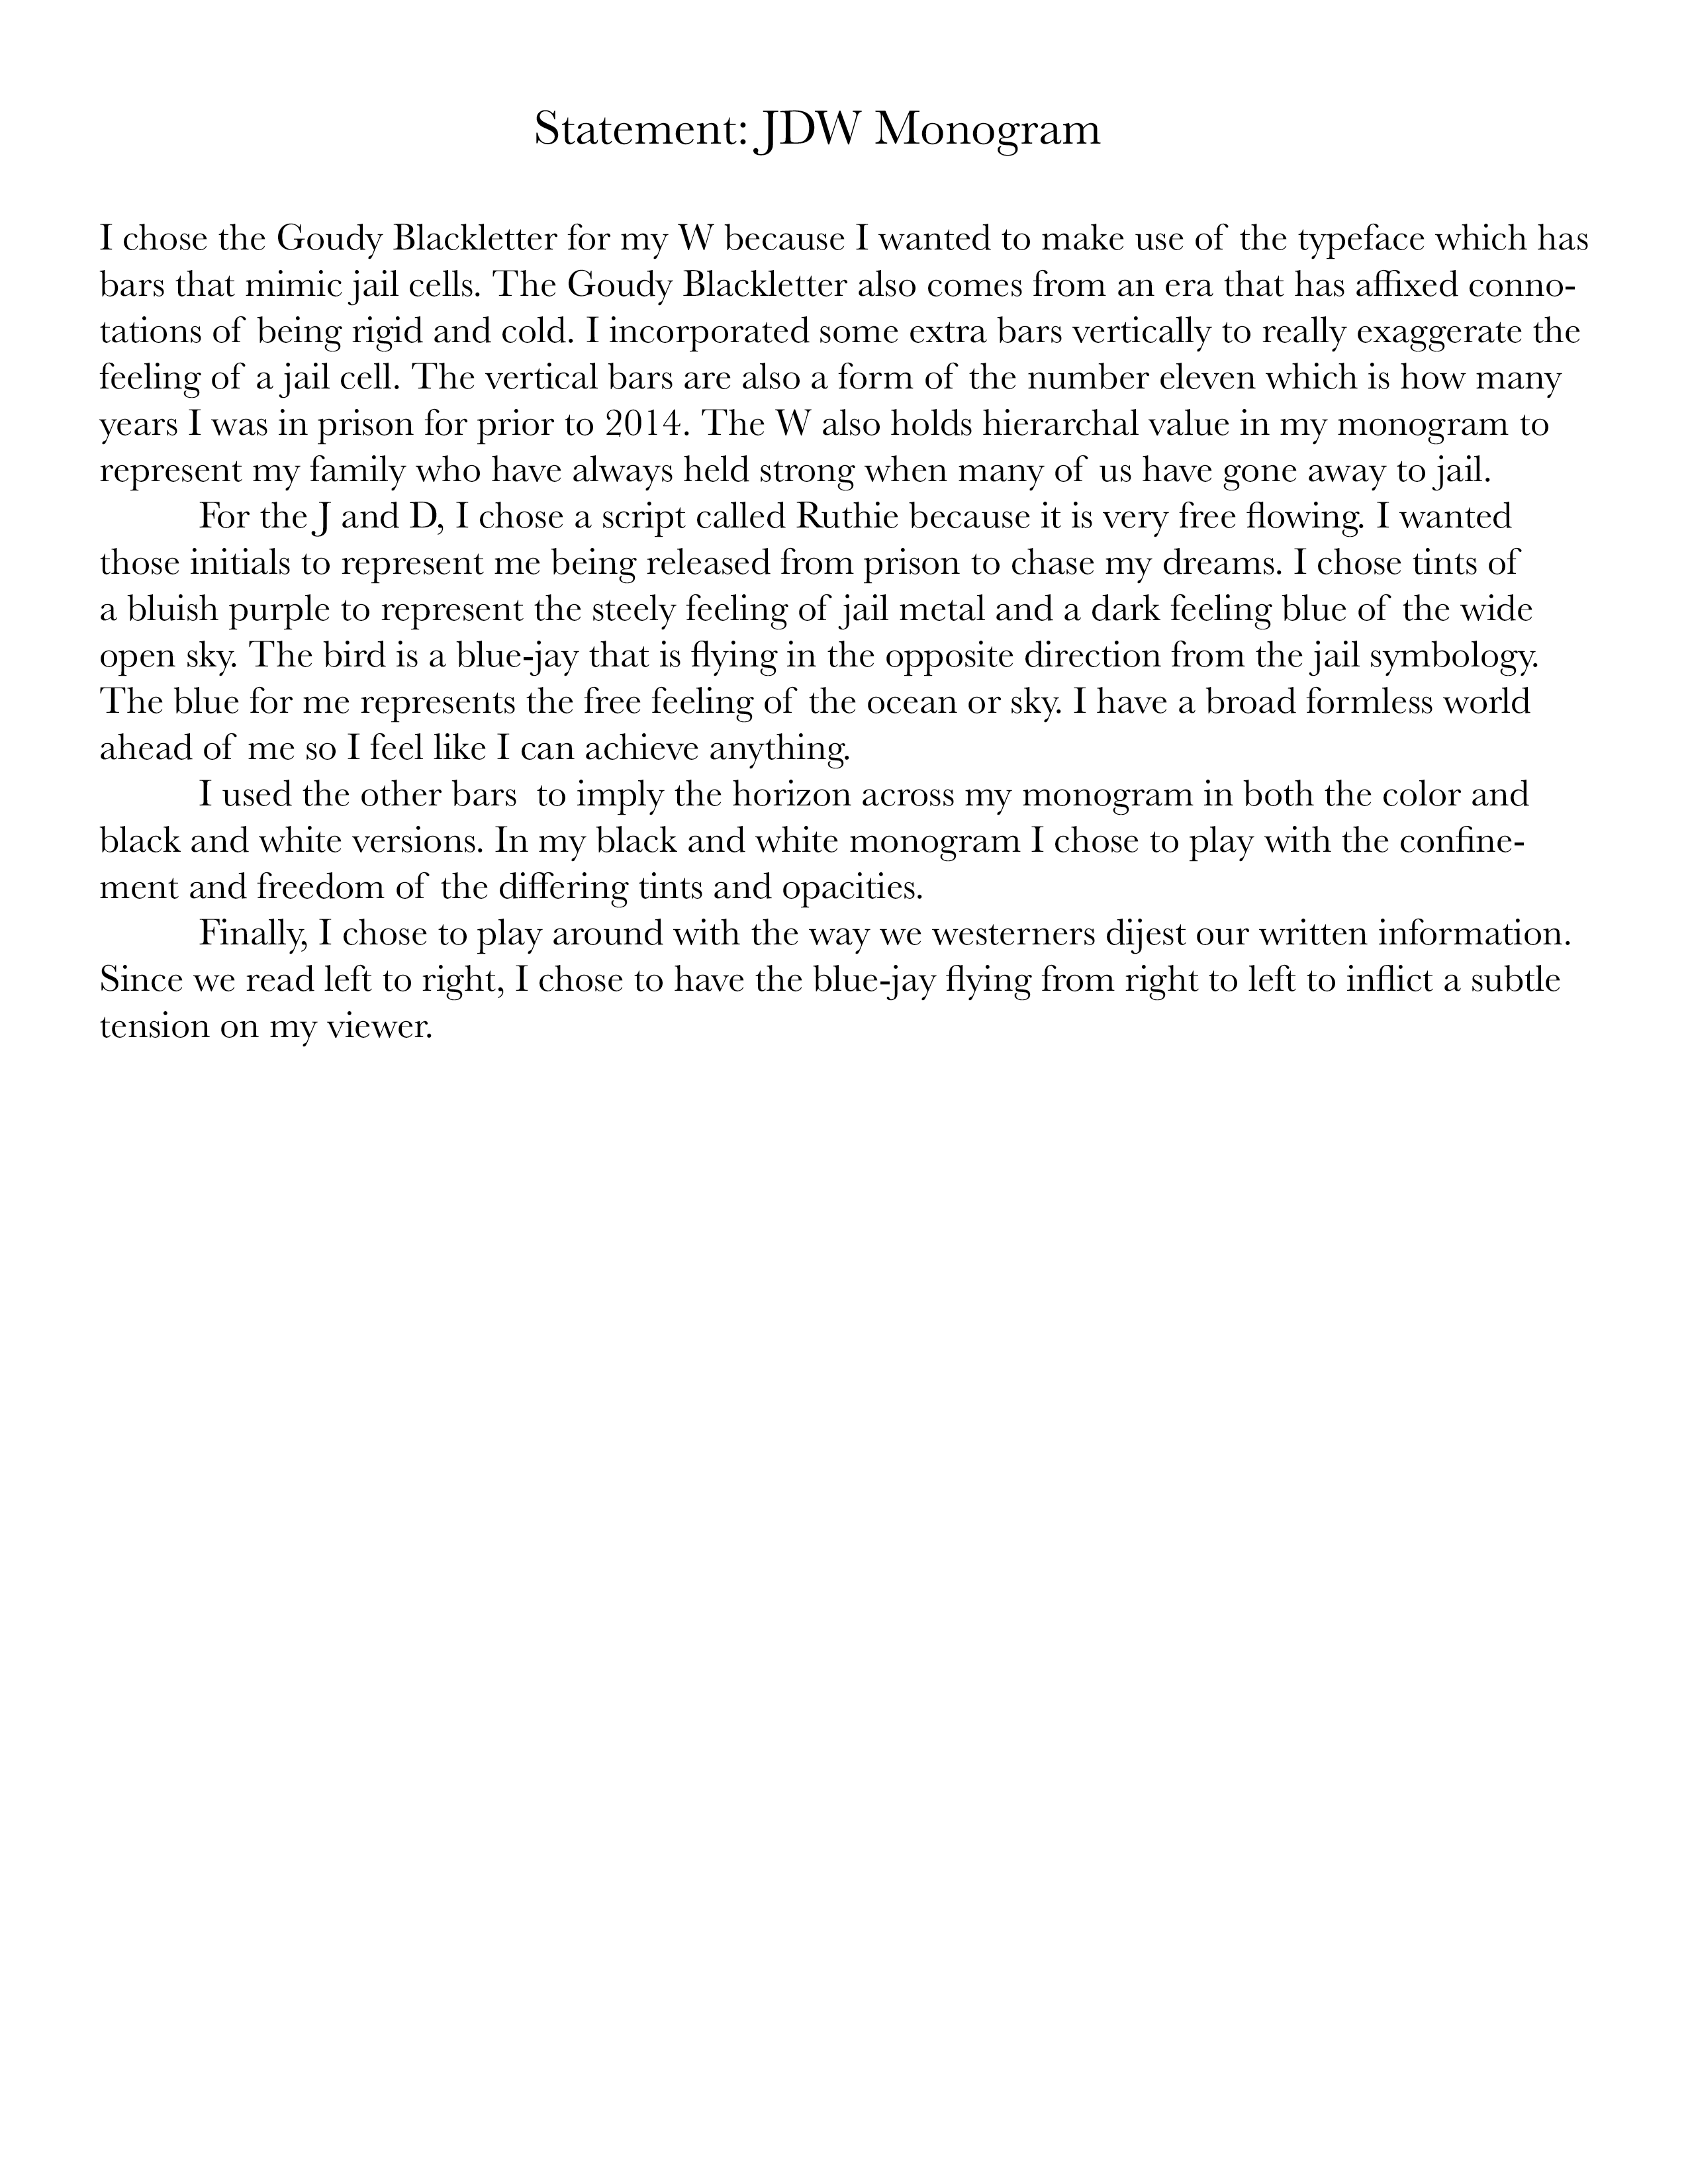 Statement: JDW Monogram
I chose the Goudy Blackletter for my W because I wanted to make use of the typeface which has
bars that mimic jail cells. The Goudy Blackletter also comes from an era that has affixed conno-
tations of being rigid and cold. I incorporated some extra bars vertically to really exaggerate the
feeling of a jail cell. The vertical bars are also a form of the number eleven which is how many
years I was in prison for prior to 2014. The W also holds hierarchal value in my monogram to
represent my family who have always held strong when many of us have gone away to jail.
For the J and D, I chose a script called Ruthie because it is very free flowing. I wanted
those initials to represent me being released from prison to chase my dreams. I chose tints of
a bluish purple to represent the steely feeling of jail metal and a dark feeling blue of the wide
open sky. The bird is a blue-jay that is flying in the opposite direction from the jail symbology.
The blue for me represents the free feeling of the ocean or sky. I have a broad formless world
ahead of me so I feel like I can achieve anything.
I used the other bars  to imply the horizon across my monogram in both the color and
black and white versions. In my black and white monogram I chose to play with the confine-
ment and freedom of the differing tints and opacities.
Finally, I chose to play around with the way we westerners dijest our written information.
Since we read left to right, I chose to have the blue-jay flying from right to left to inflict a subtle
tension on my viewer.